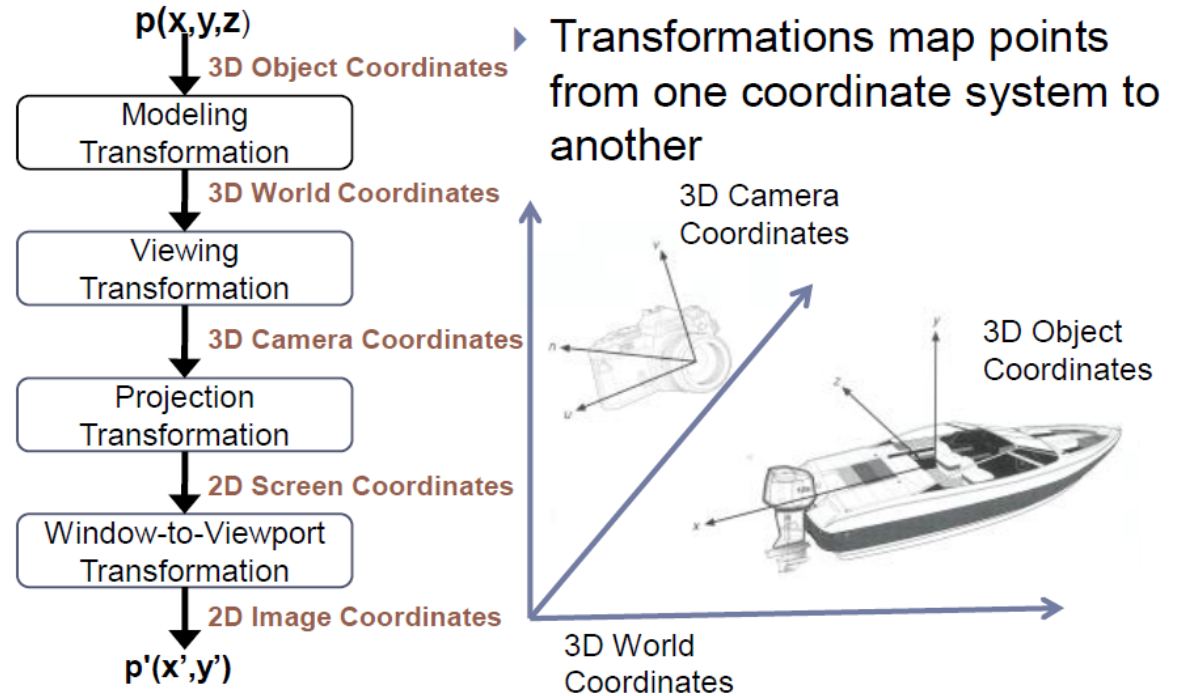 p(x,y,z)
3D Object Coordinates
Modeling
Transformation
3D World Coordinates
Viewing
Transformation
3D Camera Coordinates
Projection
Transformation
2D Screen Coordinates
Window-to-Viewport
Transformation
2D Image Coordinates
p'(x’,y’)
Transformations map points
from one coordinate system to
another
3D Camera
Coordinates
v
n
u
3D Object
Coordinates
y
z
x
3D World
Coordinates